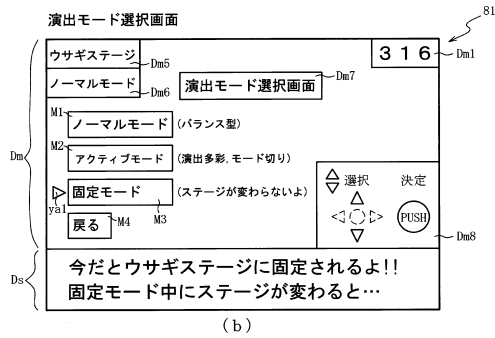 演出モード選択画面
81
ウサギステージ
316
Dm1
Dm5
ノーマルモード
Dm6
演出モード選択画面
Dm7
M1
ノーマルモード (バランス型)
M2
アクティブモード (演出多彩,モード切り)
Dm
固定モード (ステージが変わらないよ)
ya1
M3
戻る
M4
選択 決定
PUSH
Dm8
Ds
今だとウサギステージに固定されるよ!!
固定モード中にステージが変わると…
(b)